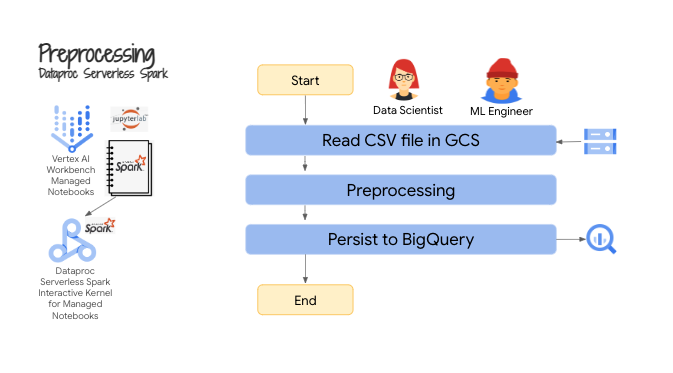 Preprocessing
Dataproc Serverless Spark
Start
Data Scientist
ML Engineer
jupyterlab
Read CSV file in GCS
Vertex AI
Workbench
Managed
Notebooks
Spark
Preprocessing
Spark
Persist to BigQuery
Dataproc
Serverless Spark
Interactive Kernel
for Managed
Notebooks
End